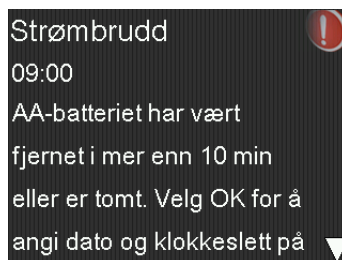 Strømbrudd
09:00
AA-batteriet har vært
fjernet i mer enn 10 min
eller er tomt. Velg OK for å
angi dato og klokkeslett på